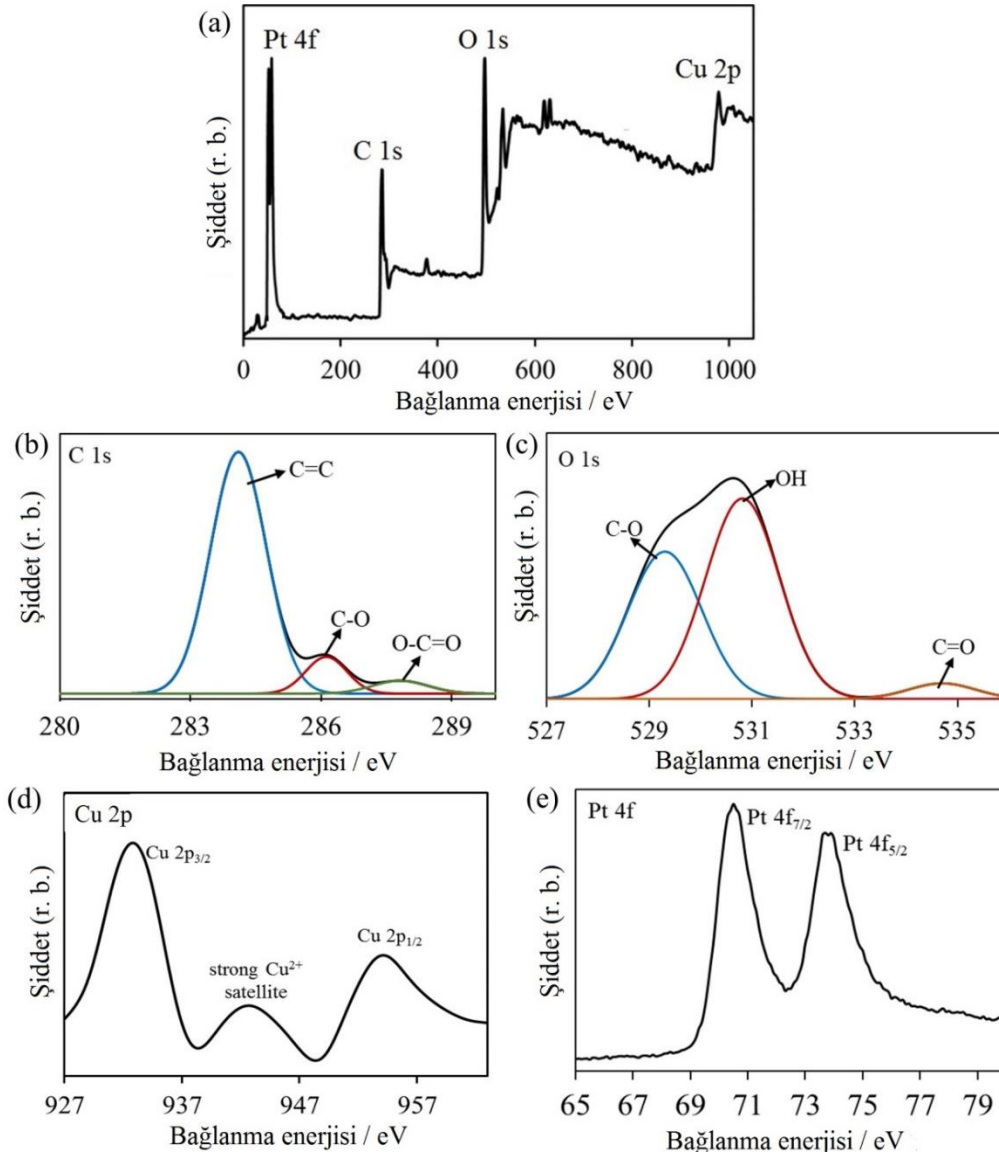 (a)
Pt 4f
O 1s
Cu 2p
C 1s
Şiddet (r. b.)
0 200 400 600 800 1000
Bağlanma enerjisi / eV
(b)
C 1s
C=C
C-O
O-C=O
Şiddet (r. b.)
280 283 286 289
Bağlanma enerjisi / eV
(c)
O 1s
OH
C-O
C=O
Şiddet (r. b.)
527 529 531 533 535
Bağlanma enerjisi / eV
(d)
Cu 2p
Cu 2p3/2
Cu 2p1/2
strong Cu2+
satellite
Şiddet (r. b.)
927 937 947 957
Bağlanma enerjisi / eV
(e)
Pt 4f
Pt 4f7/2
Pt 4f5/2
Şiddet (r. b.)
65 67 69 71 73 75 77 79
Bağlanma enerjisi / eV